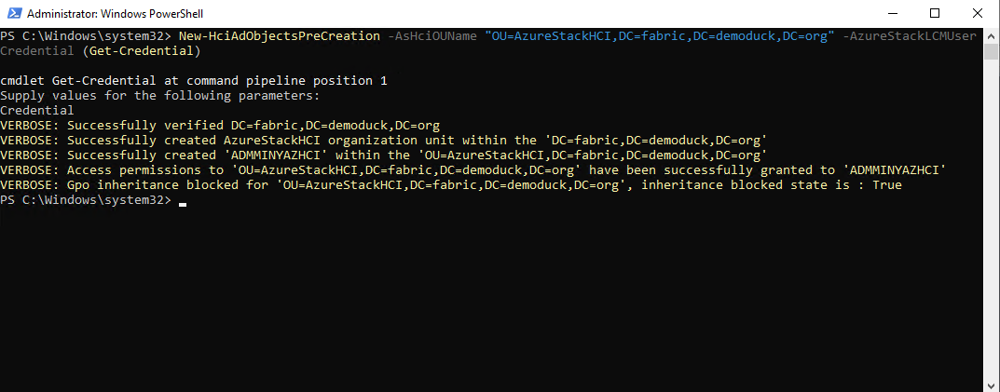 Administrator: Windows PowerShell
PS C:\Windows\system32> New-HciAdObjectsPreCreation -AsHciOUName "OU=AzureStackHCI,DC=fabric,DC=demoduck,DC=org" -AzureStackLCMUser
Credential (Get-Credential)
cmdlet Get-Credential at command pipeline position 1
Supply values for the following parameters:
Credential
VERBOSE: Successfully verified DC=fabric,DC=demoduck,DC=org
VERBOSE: Successfully created AzureStackHCI organization unit within the 'DC=fabric,DC=demoduck,DC=org'
VERBOSE: Successfully created 'ADMMINYAZHCI' within the 'OU=AzureStackHCI,DC=fabric,DC=demoduck,DC=org'
VERBOSE: Access permissions to 'OU=AzureStackHCI,DC=fabric,DC=demoduck,DC=org' have been successfully granted to 'ADMMINYAZHCI'
VERBOSE: Gpo inheritance blocked for 'OU=AzureStackHCI,DC=fabric,DC=demoduck,DC=org', inheritance blocked state is : True
PS C:\Windows\system32>